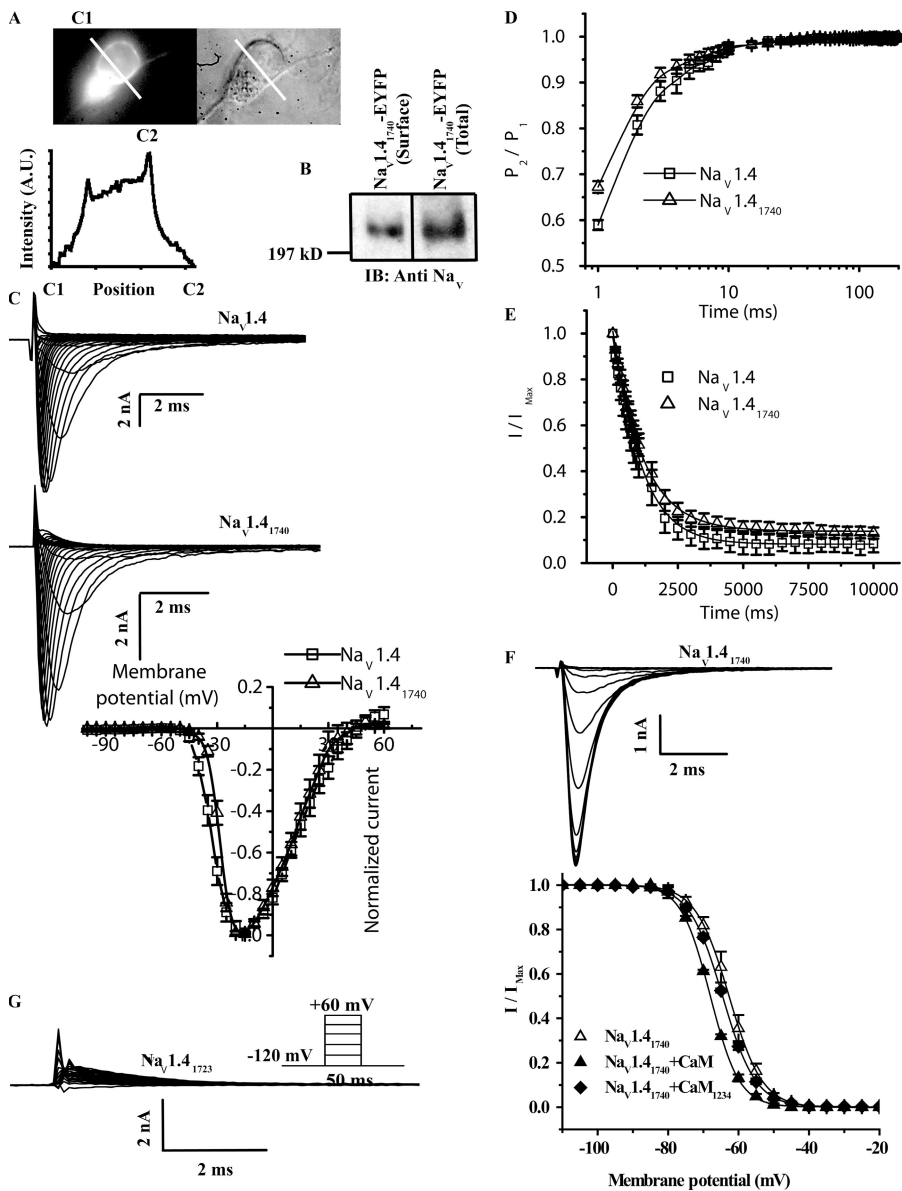 A
C1
C2
Intensity (A.U.)
C1 Position C2
B
NaV1.41740-EYFP
(Surface)
NaV1.41740-EYFP
(Total)
197 kD
IB: Anti NaV
C
NaV1.4
2 nA
2 ms
NaV1.41740
2 nA
2 ms
Membrane
potential (mV)
NaV1.4
NaV1.41740
0.2
-90 -60 -30 30 60
-0.2
-0.4
-0.6
-0.8
Normalized current
D
P2 / P1
1.0
0.9
0.8
0.7
0.6
0.5
NaV1.4
NaV1.41740
1 10 100
Time (ms)
E
I / IMax
1.0
0.8
0.6
0.4
0.2
0.0
NaV1.4
NaV1.41740
0 2500 5000 7500 10000
Time (ms)
F
NaV1.41740
1 nA
2 ms
I / IMax
1.0
0.8
0.6
0.4
0.2
0.0
NaV1.41740
NaV1.41740+CaM
NaV1.41740+CaM1234
-100 -80 -60 -40 -20
Membrane potential (mV)
G
NaV1.41723
+60 mV
-120 mV
50 ms
2 nA
2 ms